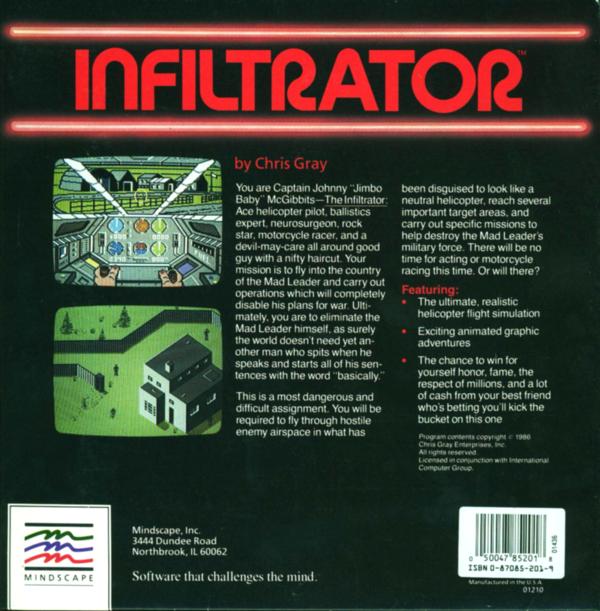 INFILTRATOR™
by Chris Gray
You are Captain Johnny "Jimbo
Baby" McGibbits—The Infiltrator:
Ace helicopter pilot, ballistics
expert, neurosurgeon, rock
star, motorcycle racer, and a
devil-may-care all around good
guy with a nifty haircut. Your
mission is to fly into the country
of the Mad Leader and carry out
operations which will completely
disable his plans for war. Ulti-
mately, you are to eliminate the
Mad Leader himself, as surely
the world doesn't need yet an-
other man who spits when he
speaks and starts all of his sen-
tences with the word "basically."
This is a most dangerous and
difficult assignment. You will be
required to fly through hostile
enemy airspace in what has
been disguised to look like a
neutral helicopter, reach several
important target areas, and
carry out specific missions to
help destroy the Mad Leader's
military force. There will be no
time for acting or motorcycle
racing this time. Or will there?
Featuring:
• The ultimate, realistic
helicopter flight simulation
• Exciting animated graphic
adventures
• The chance to win for
yourself honor, fame, the
respect of millions, and a lot
of cash from your best friend
who's betting you'll kick the
bucket on this one
Program contents copyright © 1986
Chris Gray Enterprises, Inc.
All rights reserved.
Licensed in conjunction with International
Computer Group.
MINDSCAPE
Mindscape, Inc.
3444 Dundee Road
Northbrook, IL 60062
Software that challenges the mind.
0 50047 85201 8
01436
ISBN 0-87085-201-9
Manufactured in the U.S.A.
01210